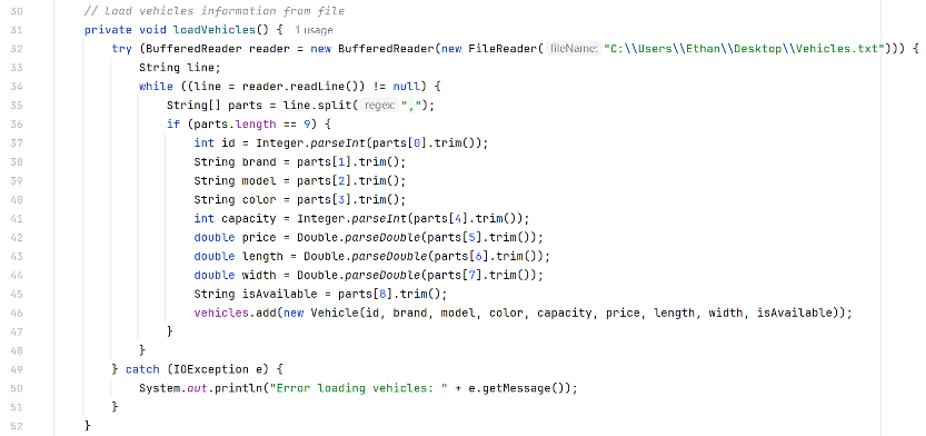 30 // Load vehicles information from file
31 private void loadVehicles() { 1 usage
32 try (BufferedReader reader = new BufferedReader(new FileReader( fileName: "C:\\Users\\Ethan\\Desktop\\Vehicles.txt"))) {
33 String line;
34 while ((line = reader.readLine()) != null) {
35 String[] parts = line.split( regex: ",");
36 if (parts.length == 9) {
37 int id = Integer.parseInt(parts[0].trim());
38 String brand = parts[1].trim();
39 String model = parts[2].trim();
40 String color = parts[3].trim();
41 int capacity = Integer.parseInt(parts[4].trim());
42 double price = Double.parseDouble(parts[5].trim());
43 double length = Double.parseDouble(parts[6].trim());
44 double width = Double.parseDouble(parts[7].trim());
45 String isAvailable = parts[8].trim();
46 vehicles.add(new Vehicle(id, brand, model, color, capacity, price, length, width, isAvailable));
47 }
48 }
49 } catch (IOException e) {
50 System.out.println("Error loading vehicles: " + e.getMessage());
51 }
52 }